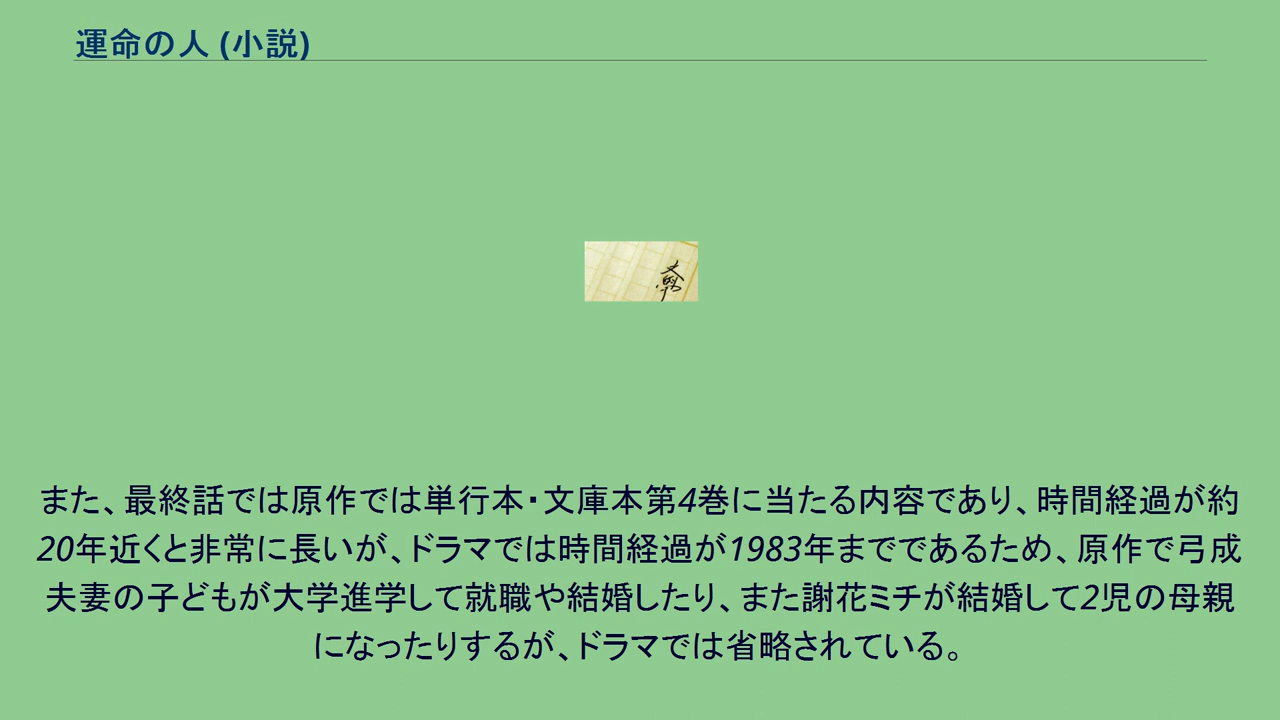 運命の人 (小説)
また、最終話では原作では単行本・文庫本第4巻に当たる内容であり、時間経過が約
20年近くと非常に長いが、ドラマでは時間経過が1983年までであるため、原作で弓成
夫妻の子どもが大学進学して就職や結婚したり、また謝花ミチが結婚して2児の母親
になったりするが、ドラマでは省略されている。